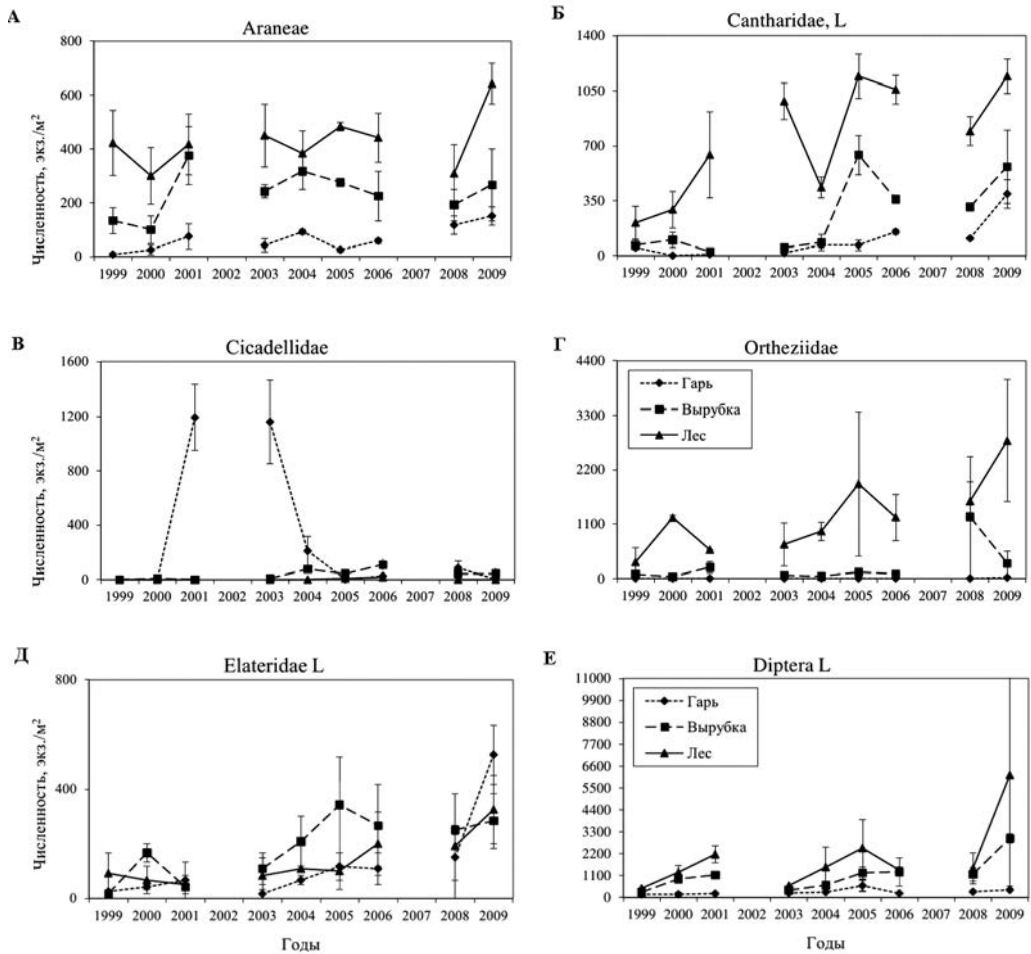 А
Araneae
Численность, экз./м²
800
600
400
200
0
1999 2000 2001 2002 2003 2004 2005 2006 2007 2008 2009
Б
Cantharidae, L
1400
1050
700
350
0
1999 2000 2001 2002 2003 2004 2005 2006 2007 2008 2009
В
Cicadellidae
Численность, экз./м²
1600
1200
800
400
0
1999 2000 2001 2002 2003 2004 2005 2006 2007 2008 2009
Г
Ortheziidae
4400
3300
2200
1100
0
Гарь
Вырубка
Лес
1999 2000 2001 2002 2003 2004 2005 2006 2007 2008 2009
Д
Elateridae L
Численность, экз./м²
800
400
0
1999 2000 2001 2002 2003 2004 2005 2006 2007 2008 2009
Годы
Е
Diptera L
11000
9900
8800
7700
6600
5500
4400
3300
2200
1100
0
Гарь
Вырубка
Лес
1999 2000 2001 2002 2003 2004 2005 2006 2007 2008 2009
Годы